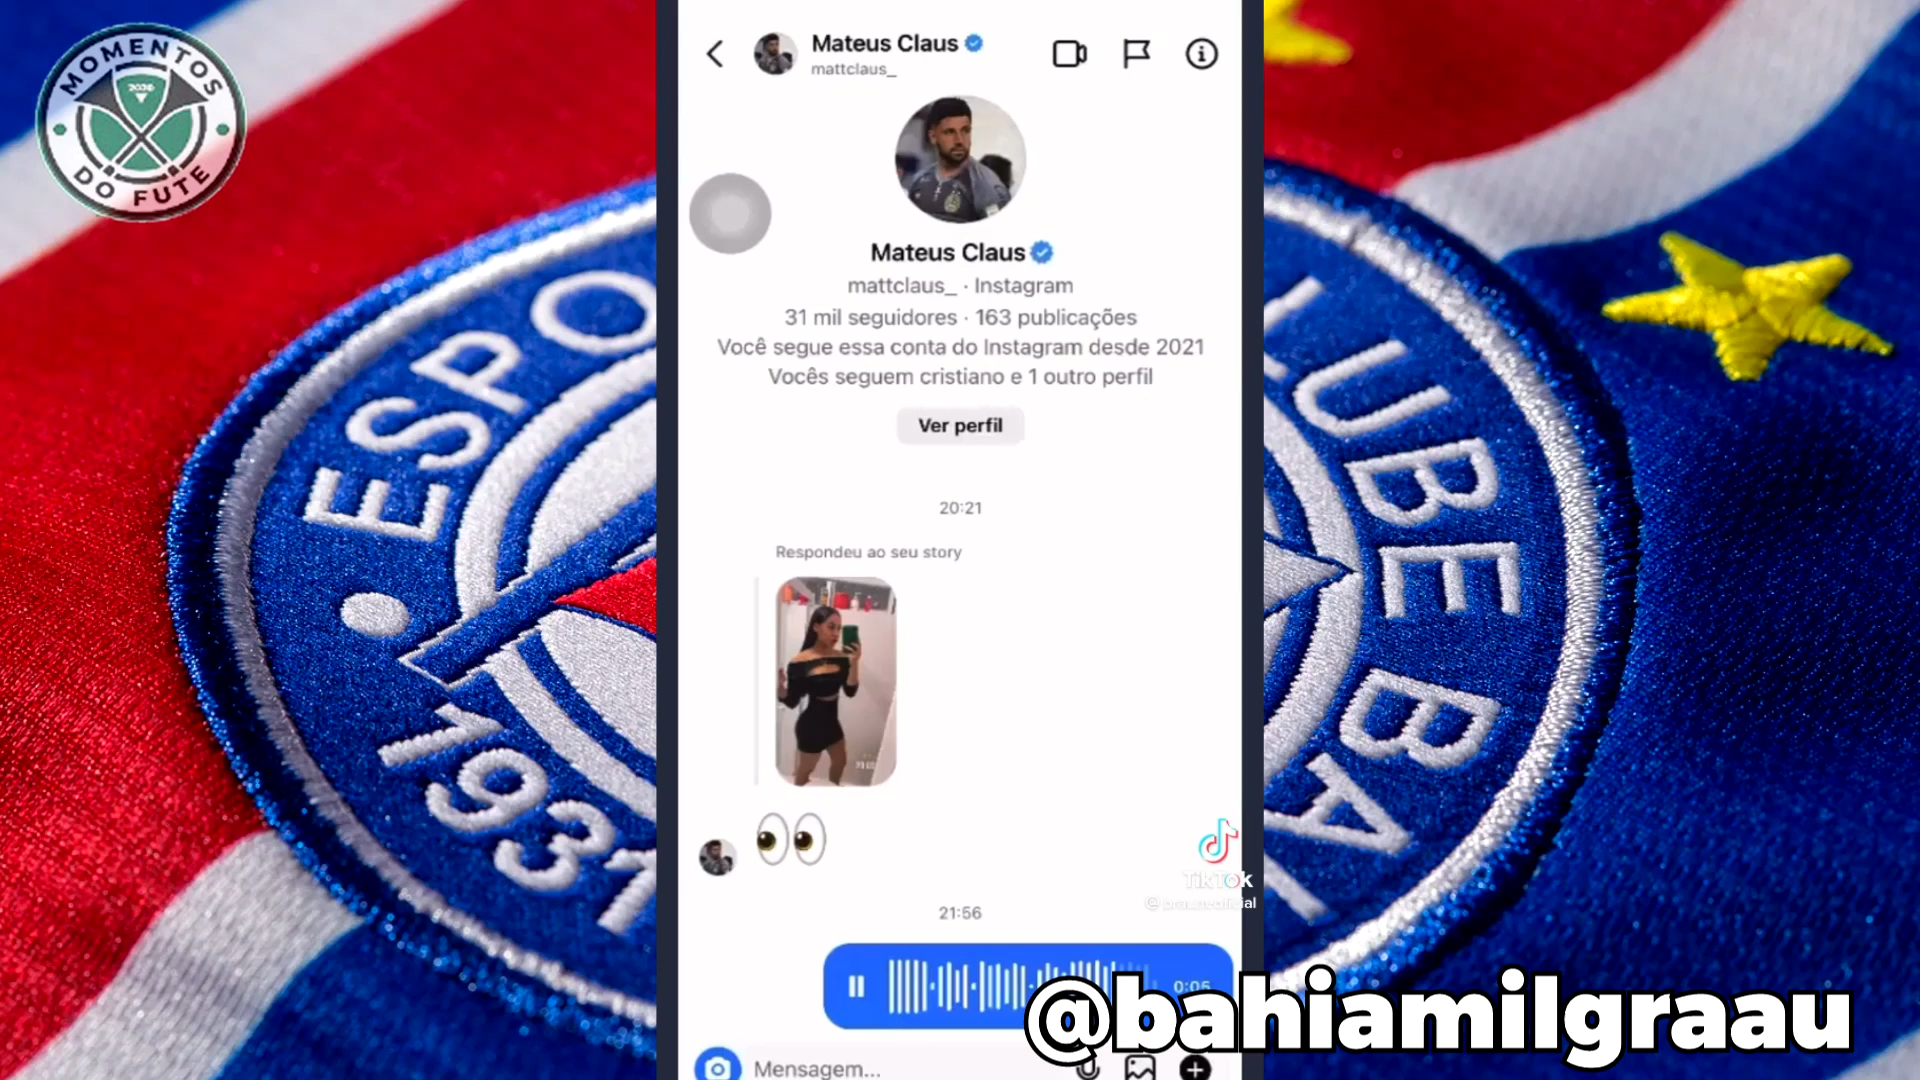 MOMENTOS
2020
DO FUTE
ESPO
LUBE BA
1931
Mateus Claus
mattclaus_
Mateus Claus
mattclaus_ · Instagram
31 mil seguidores · 163 publicações
Você segue essa conta do Instagram desde 2021
Vocês seguem cristiano e 1 outro perfil
Ver perfil
20:21
Respondeu ao seu story
TikTok
21:56
0:05
@bahiamilgraau
Mensagem...